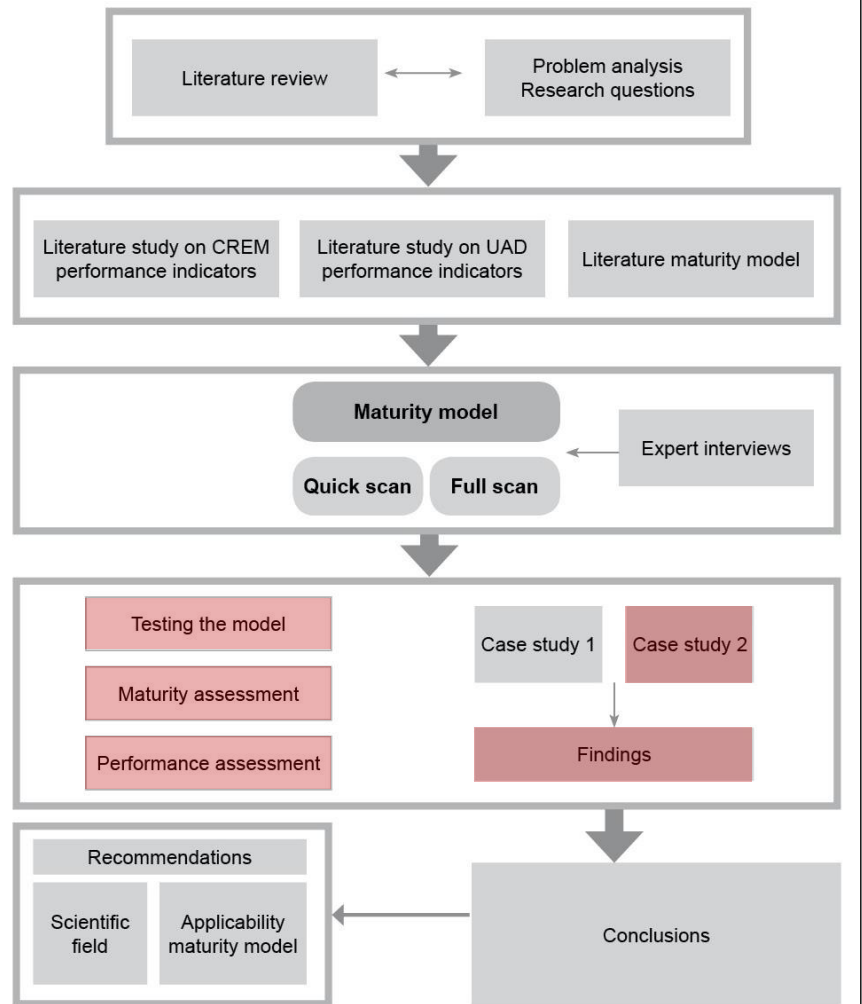 Literature review
Problem analysis
Research questions
Literature study on CREM
performance indicators
Literature study on UAD
performance indicators
Literature maturity model
Maturity model
Quick scan
Full scan
Expert interviews
Testing the model
Maturity assessment
Performance assessment
Case study 1
Case study 2
Findings
Recommendations
Scientific
field
Applicability
maturity model
Conclusions